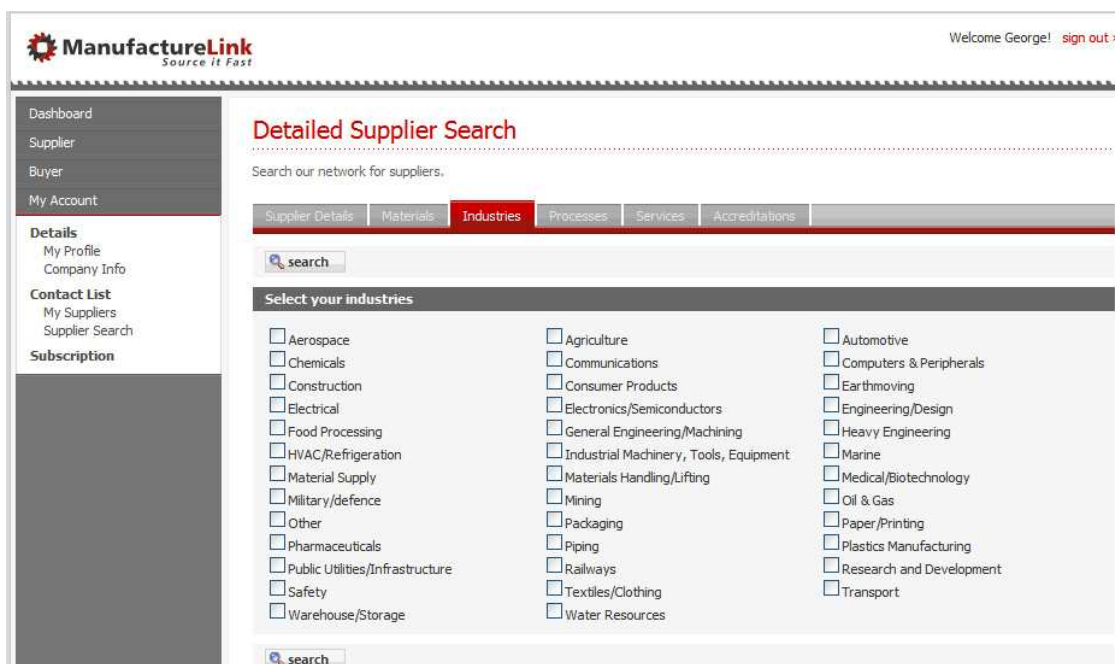 ManufactureLink
Source it Fast
Welcome George! sign out »
Dashboard
Supplier
Buyer
My Account
Details
My Profile
Company Info
Contact List
My Suppliers
Supplier Search
Subscription
Detailed Supplier Search
Search our network for suppliers.
Supplier Details Materials Industries Processes Services Accreditations
search
Select your industries
Aerospace Agriculture Automotive
Chemicals Communications Computers & Peripherals
Construction Consumer Products Earthmoving
Electrical Electronics/Semiconductors Engineering/Design
Food Processing General Engineering/Machining Heavy Engineering
HVAC/Refrigeration Industrial Machinery, Tools, Equipment Marine
Material Supply Materials Handling/Lifting Medical/Biotechnology
Military/defence Mining Oil & Gas
Other Packaging Paper/Printing
Pharmaceuticals Piping Plastics Manufacturing
Public Utilities/Infrastructure Railways Research and Development
Safety Textiles/Clothing Transport
Warehouse/Storage Water Resources
search